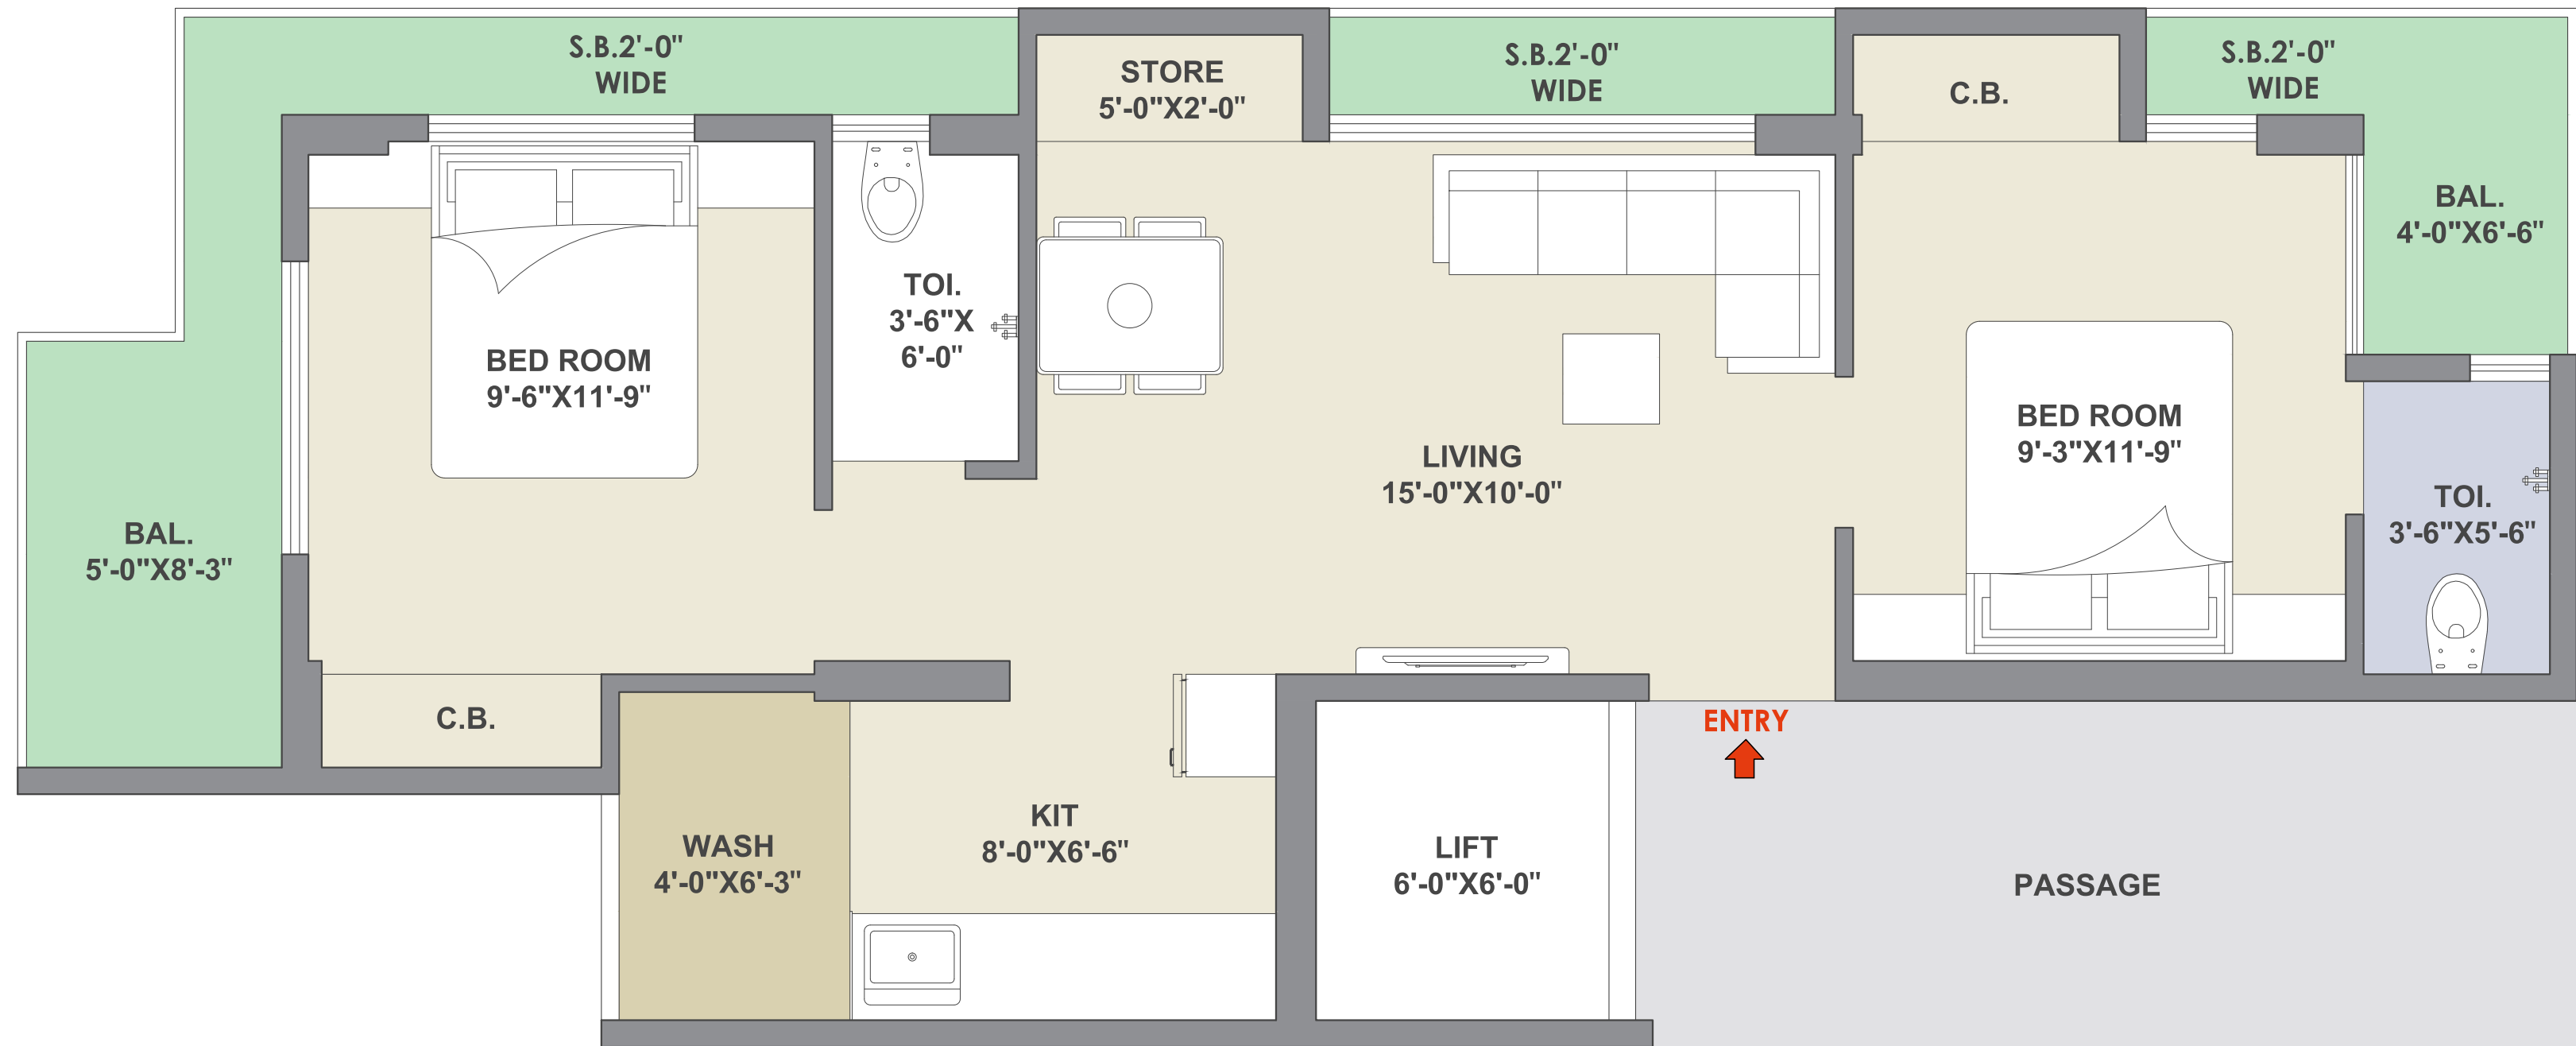 S.B.2'-0"
WIDE
STORE
5'-0"X2'-0"
S.B.2'-0"
WIDE
C.B.
S.B.2'-0"
WIDE
BAL.
4'-0"X6'-6"
TOI.
3'-6"X
6'-0"
BED ROOM
9'-6"X11'-9"
BED ROOM
9'-3"X11'-9"
LIVING
15'-0"X10'-0"
TOI.
3'-6"X5'-6"
BAL.
5'-0"X8'-3"
C.B.
ENTRY
KIT
8'-0"X6'-6"
WASH
4'-0"X6'-3"
LIFT
6'-0"X6'-0"
PASSAGE